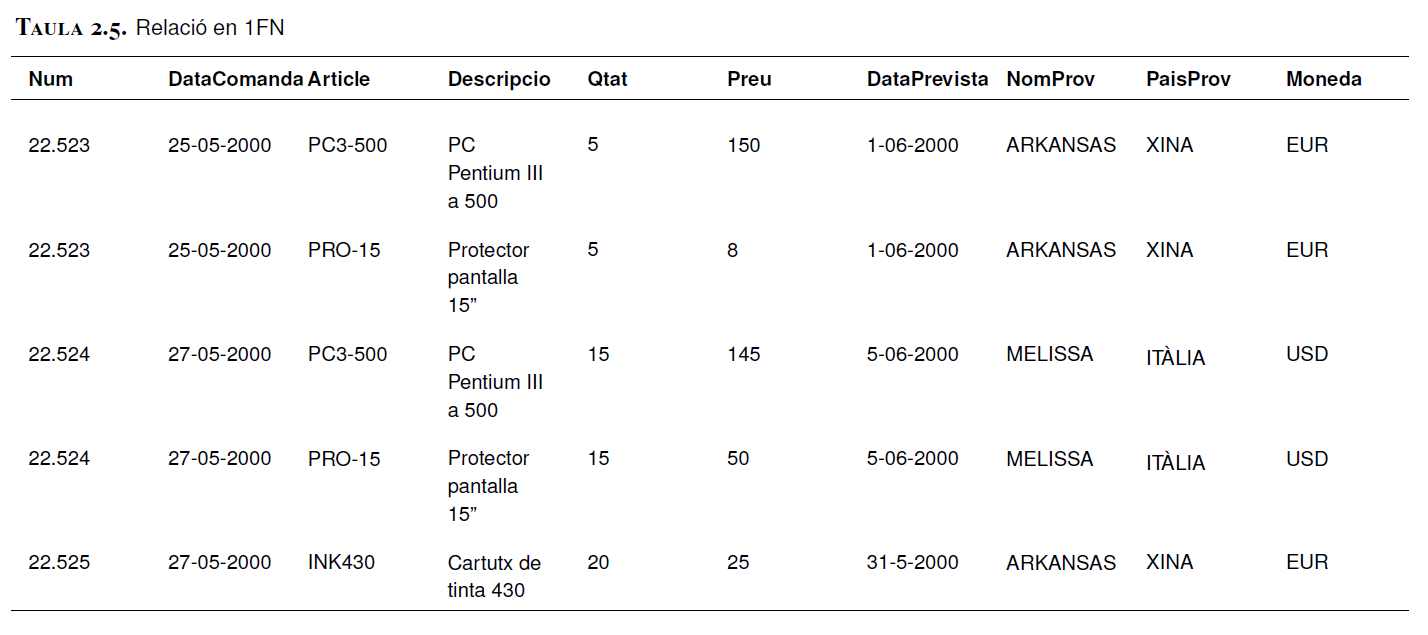 TAULA 2.5. Relació en 1FN
Num DataComanda Article Descripcio Qtat Preu DataPrevista NomProv PaisProv Moneda
22.523 25-05-2000 PC3-500 PC 5 150 1-06-2000 ARKANSAS XINA EUR
Pentium III
a 500
22.523 25-05-2000 PRO-15 Protector 5 8 1-06-2000 ARKANSAS XINA EUR
pantalla
15”
22.524 27-05-2000 PC3-500 PC 15 145 5-06-2000 MELISSA ITÀLIA USD
Pentium III
a 500
22.524 27-05-2000 PRO-15 Protector 15 50 5-06-2000 MELISSA ITÀLIA USD
pantalla
15”
22.525 27-05-2000 INK430 Cartutx de 20 25 31-5-2000 ARKANSAS XINA EUR
tinta 430